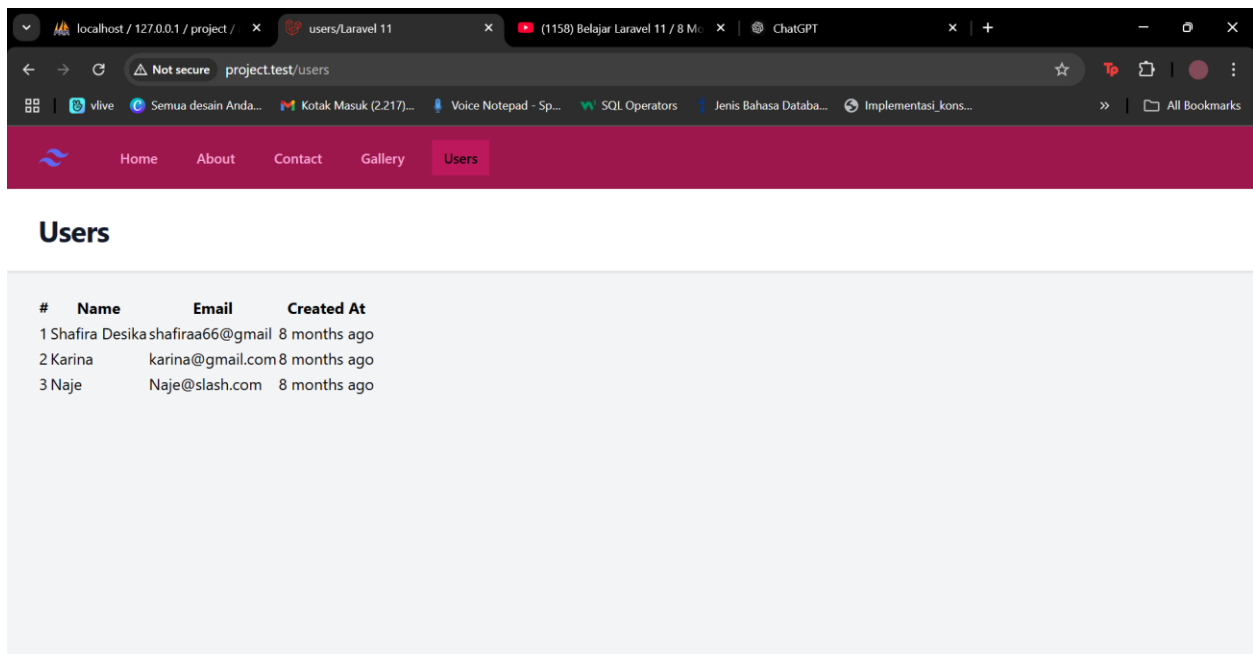 localhost / 127.0.0.1 / project / users/Laravel 11 (1158) Belajar Laravel 11 / 8 Mo ChatGPT
Not secure project.test/users Tp
vlive Semua desain Anda... Kotak Masuk (2.217)... Voice Notepad - Sp... SQL Operators Jenis Bahasa Databa... Implementasi_kons... » All Bookmarks
Home About Contact Gallery Users
Users
# Name Email Created At
1 Shafira Desika shafiraa66@gmail 8 months ago
2 Karina karina@gmail.com 8 months ago
3 Naje Naje@slash.com 8 months ago